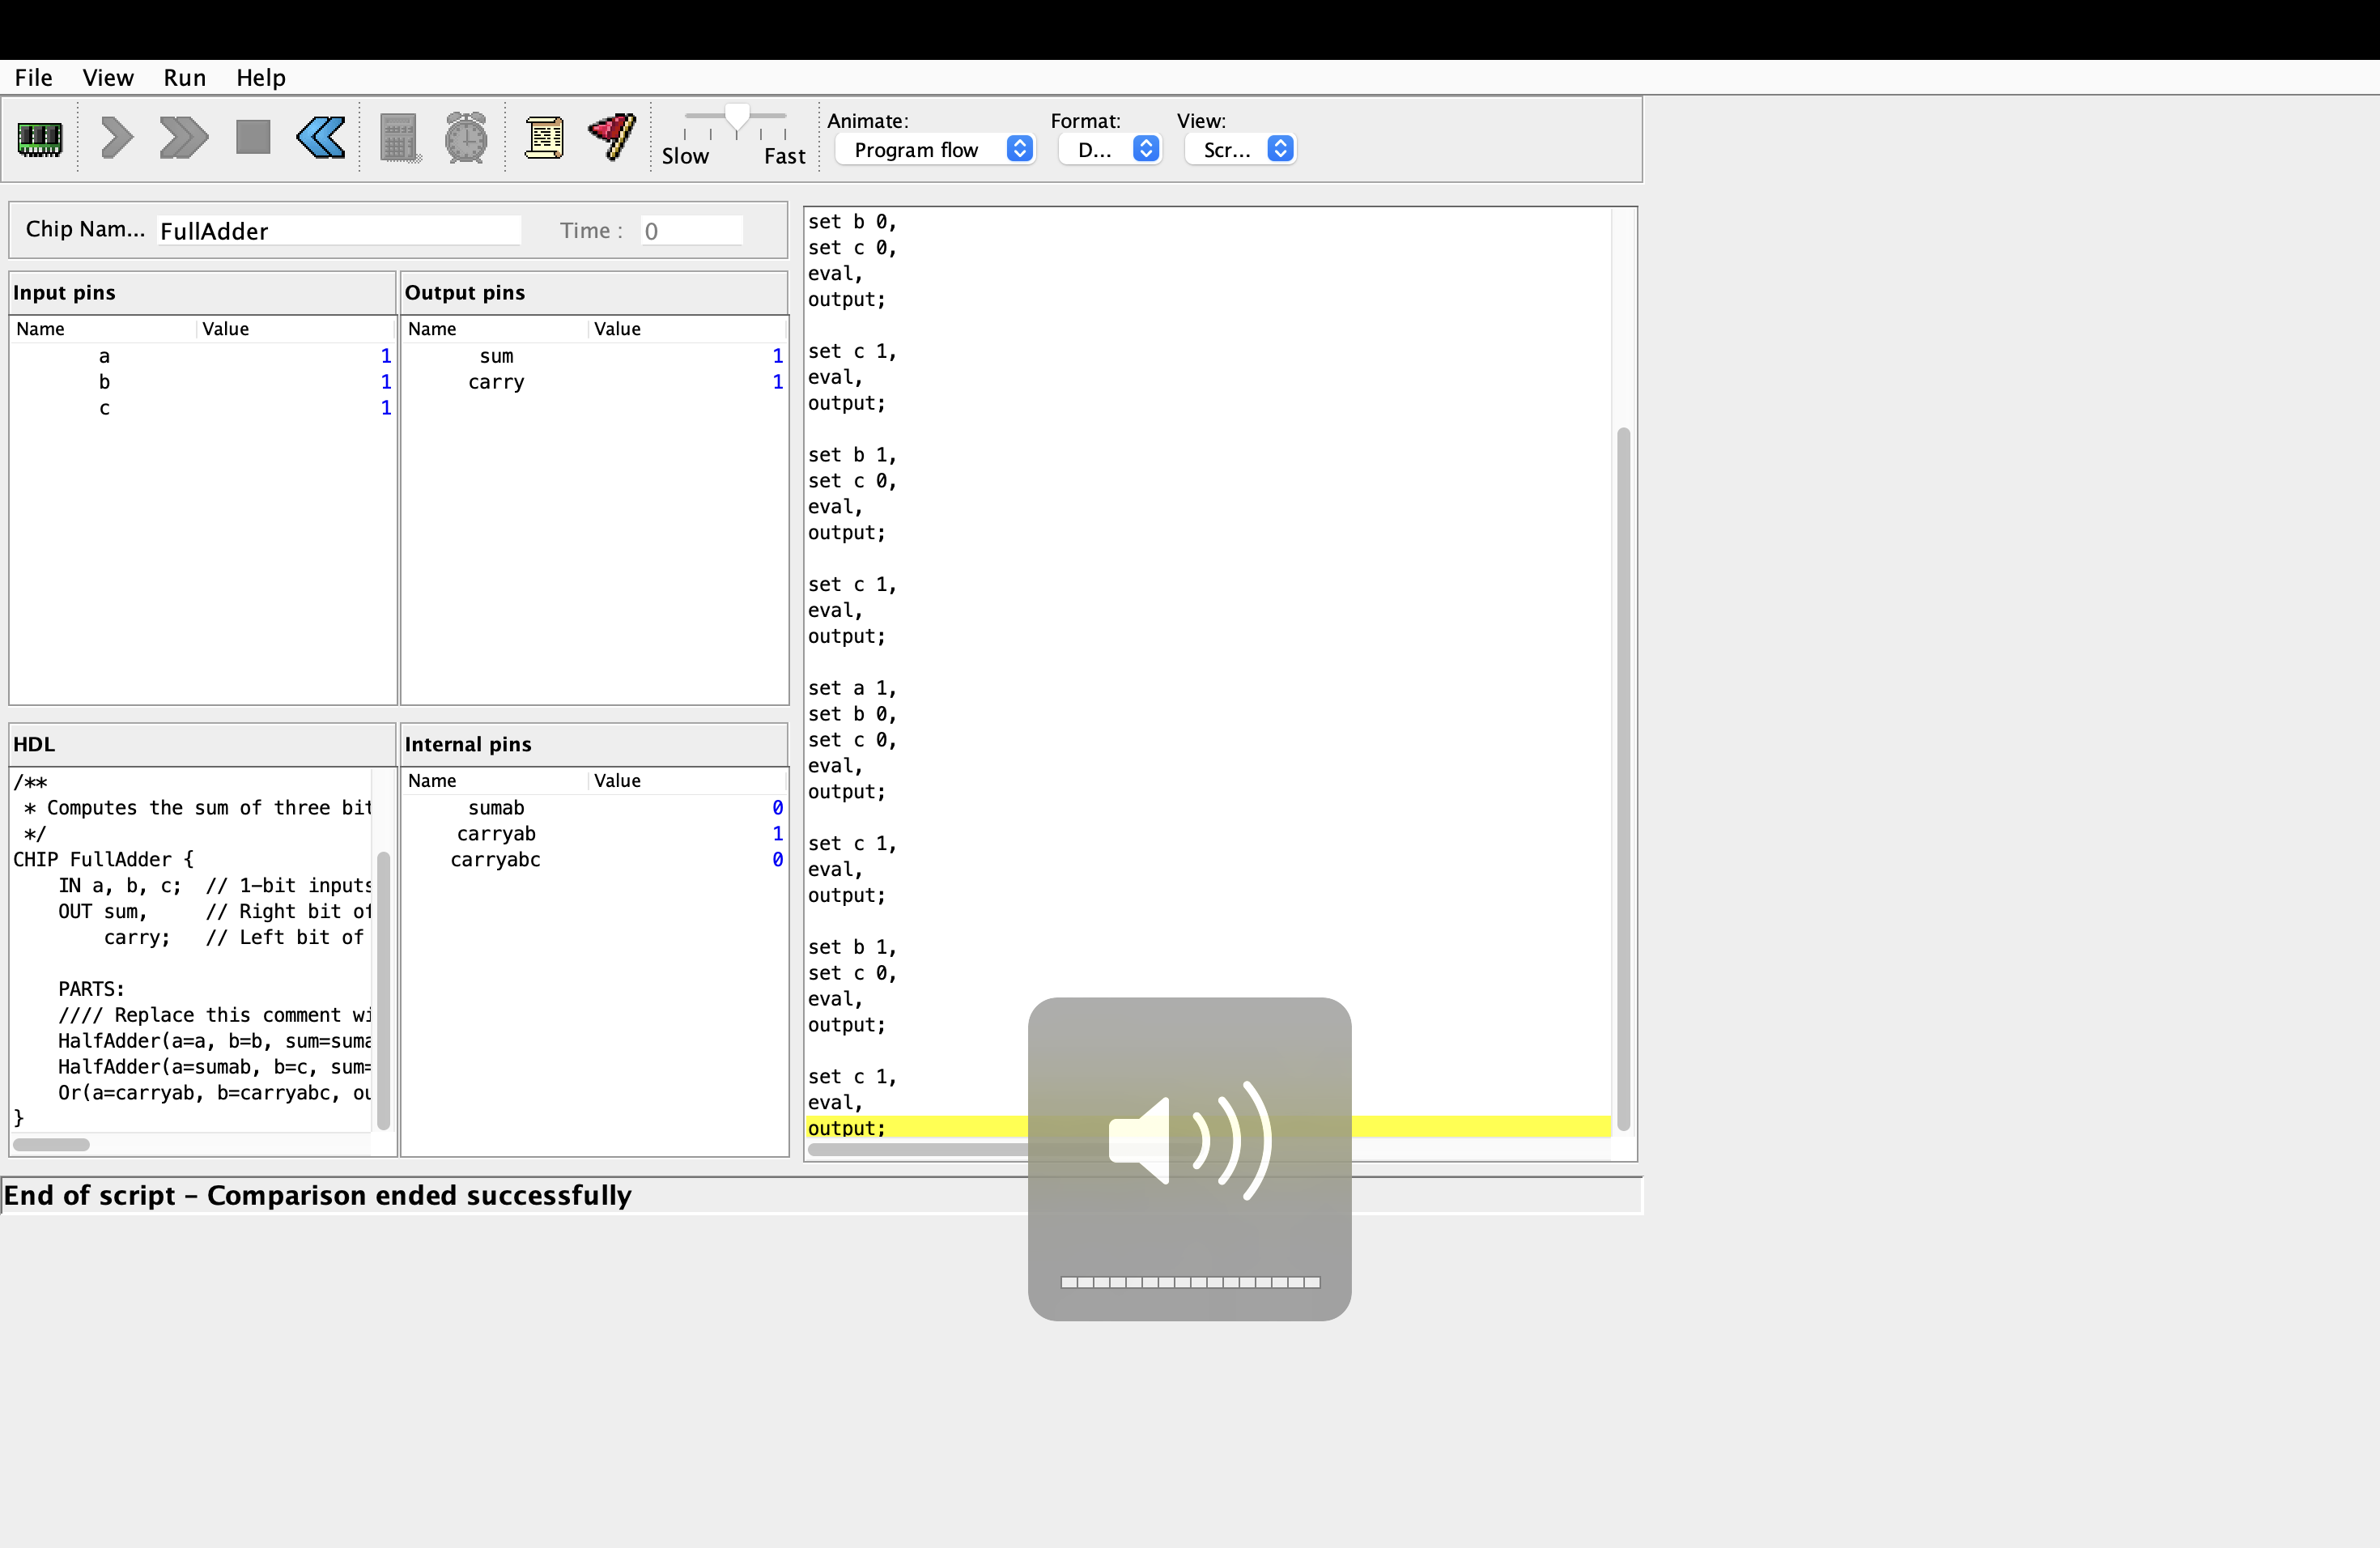 File View Run Help
Slow Fast
Animate: Format: View:
Program flow D... Scr...
Chip Nam... FullAdder Time : 0
Input pins
Name Value
a 1
b 1
c 1
Output pins
Name Value
sum 1
carry 1
HDL
/**
* Computes the sum of three bit
*/
CHIP FullAdder {
IN a, b, c; // 1-bit inputs
OUT sum, // Right bit of
carry; // Left bit of
PARTS:
//// Replace this comment wi
HalfAdder(a=a, b=b, sum=suma
HalfAdder(a=sumab, b=c, sum=
Or(a=carryab, b=carryabc, ou
}
Internal pins
Name Value
sumab 0
carryab 1
carryabc 0
set b 0,
set c 0,
eval,
output;
set c 1,
eval,
output;
set b 1,
set c 0,
eval,
output;
set c 1,
eval,
output;
set a 1,
set b 0,
set c 0,
eval,
output;
set c 1,
eval,
output;
set b 1,
set c 0,
eval,
output;
set c 1,
eval,
output;
End of script - Comparison ended successfully